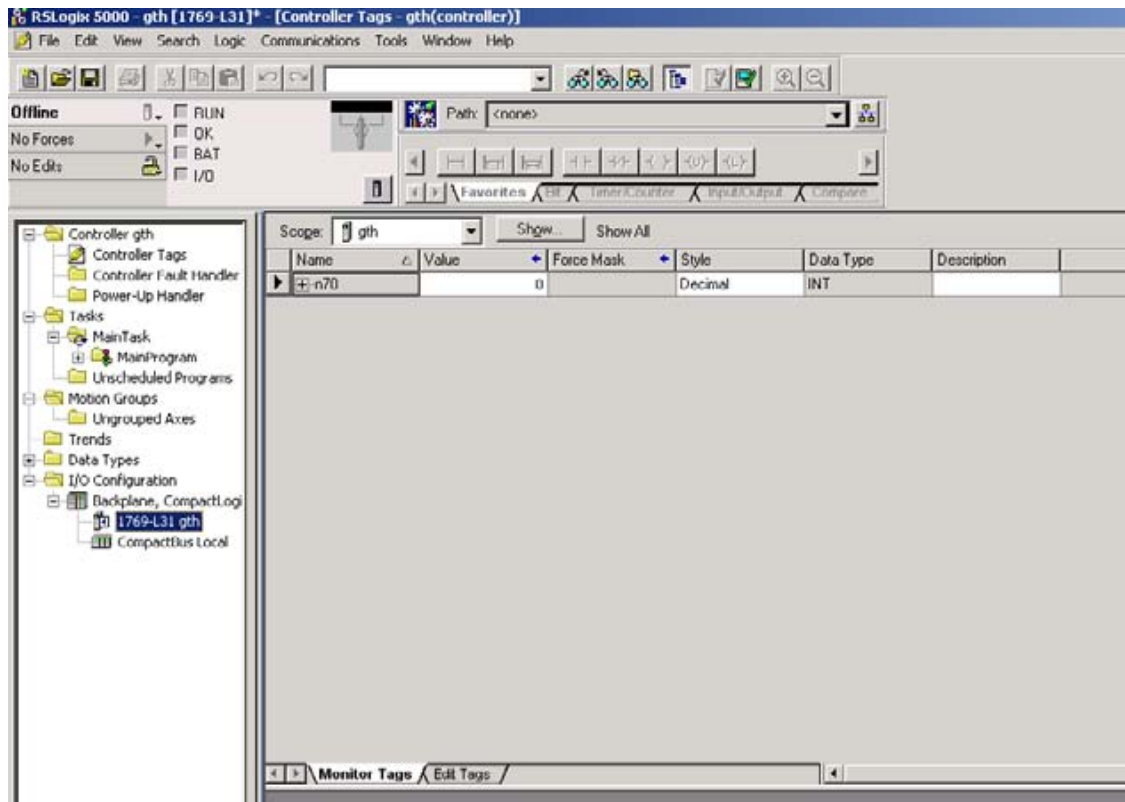 RSLogix 5000 - gth [1769-L31]* - [Controller Tags - gth(controller)]
File Edit View Search Logic Communications Tools Window Help
Offline
RUN
No Forces
OK
No Edits
BAT
I/O
Path: <none>
Favorites Bit Timer/Counter Input/Output Compare
Controller gth
Controller Tags
Controller Fault Handler
Power-Up Handler
Tasks
MainTask
MainProgram
Unscheduled Programs
Motion Groups
Ungrouped Axes
Trends
Data Types
I/O Configuration
Backplane, CompactLogi
1769-L31 gth
CompactBus Local
Scope: gth Show... Show All
Name Value Force Mask Style Data Type Description
n70 0 Decimal INT
Monitor Tags Edit Tags